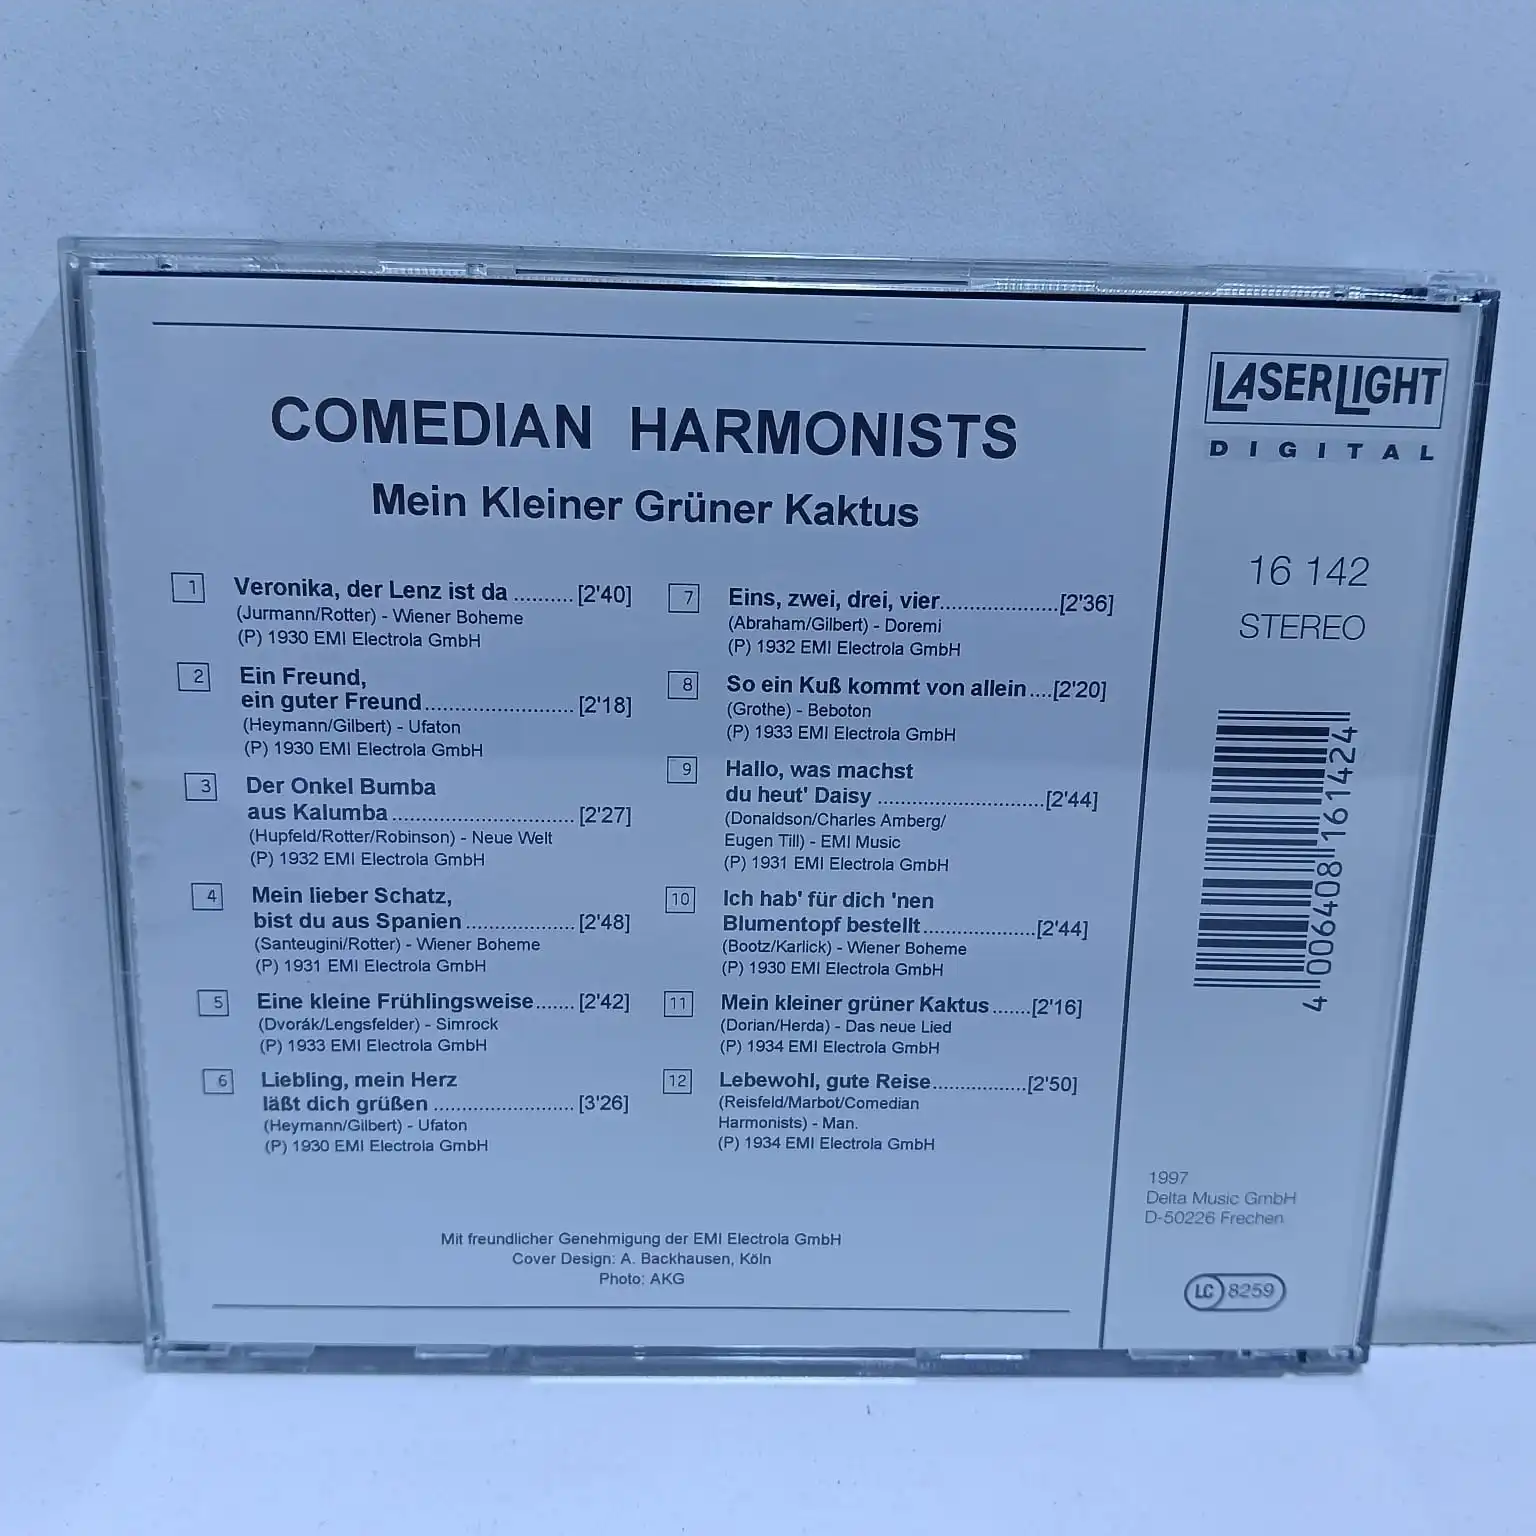 COMEDIAN HARMONISTS
Mein Kleiner Grüner Kaktus
1 Veronika, der Lenz ist da .......... [2'40]
(Jurmann/Rotter) - Wiener Boheme
(P) 1930 EMI Electrola GmbH
2 Ein Freund,
ein guter Freund ......................... [2'18]
(Heymann/Gilbert) - Ufaton
(P) 1930 EMI Electrola GmbH
3 Der Onkel Bumba
aus Kalumba ............................... [2'27]
(Hupfeld/Rotter/Robinson) - Neue Welt
(P) 1932 EMI Electrola GmbH
4 Mein lieber Schatz,
bist du aus Spanien ................... [2'48]
(Santeugini/Rotter) - Wiener Boheme
(P) 1931 EMI Electrola GmbH
5 Eine kleine Frühlingsweise ....... [2'42]
(Dvorák/Lengsfelder) - Simrock
(P) 1933 EMI Electrola GmbH
6 Liebling, mein Herz
läßt dich grüßen ......................... [3'26]
(Heymann/Gilbert) - Ufaton
(P) 1930 EMI Electrola GmbH
7 Eins, zwei, drei, vier .................... [2'36]
(Abraham/Gilbert) - Doremi
(P) 1932 EMI Electrola GmbH
8 So ein Kuß kommt von allein .... [2'20]
(Grothe) - Beboton
(P) 1933 EMI Electrola GmbH
9 Hallo, was machst
du heut' Daisy ............................. [2'44]
(Donaldson/Charles Amberg/
Eugen Till) - EMI Music
(P) 1931 EMI Electrola GmbH
10 Ich hab' für dich 'nen
Blumentopf bestellt .................... [2'44]
(Bootz/Karlick) - Wiener Boheme
(P) 1930 EMI Electrola GmbH
11 Mein kleiner grüner Kaktus ....... [2'16]
(Dorian/Herda) - Das neue Lied
(P) 1934 EMI Electrola GmbH
12 Lebewohl, gute Reise ................. [2'50]
(Reisfeld/Marbot/Comedian
Harmonists) - Man.
(P) 1934 EMI Electrola GmbH
Mit freundlicher Genehmigung der EMI Electrola GmbH
Cover Design: A. Backhausen, Köln
Photo: AKG
LASERLIGHT
DIGITAL
16 142
STEREO
4 006408 161424
1997
Delta Music GmbH
D-50226 Frechen
LC 8259